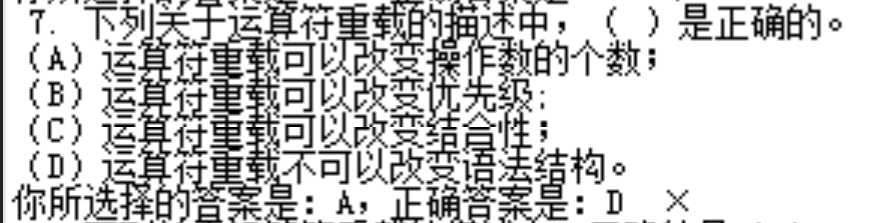 7. 下列关于运算符重载的描述中，（ ）是正确的。
(A) 运算符重载可以改变操作数的个数；
(B) 运算符重载可以改变优先级；
(C) 运算符重载可以改变结合性；
(D) 运算符重载不可以改变语法结构。
你所选择的答案是：A，正确答案是：D ×